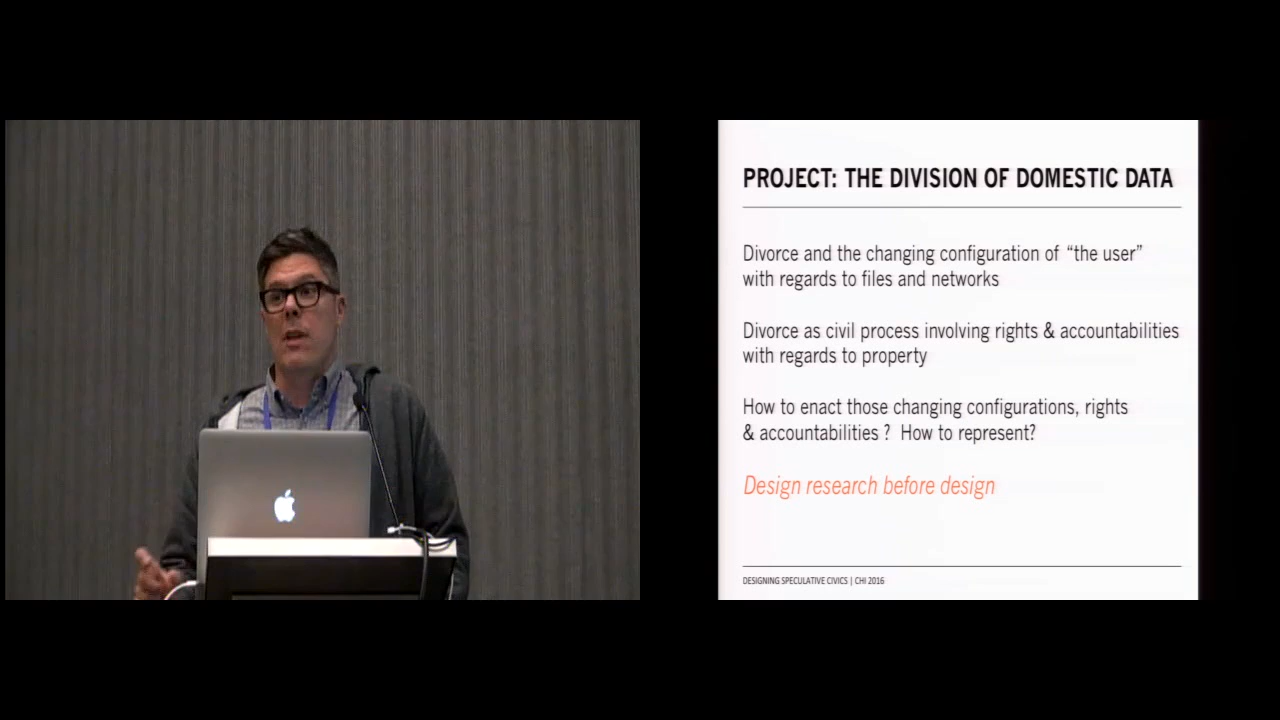 PROJECT: THE DIVISION OF DOMESTIC DATA
Divorce and the changing configuration of “the user”
with regards to files and networks
Divorce as civil process involving rights & accountabilities
with regards to property
How to enact those changing configurations, rights
& accountabilities ? How to represent?
Design research before design
DESIGNING SPECULATIVE CIVICS | CHI 2016